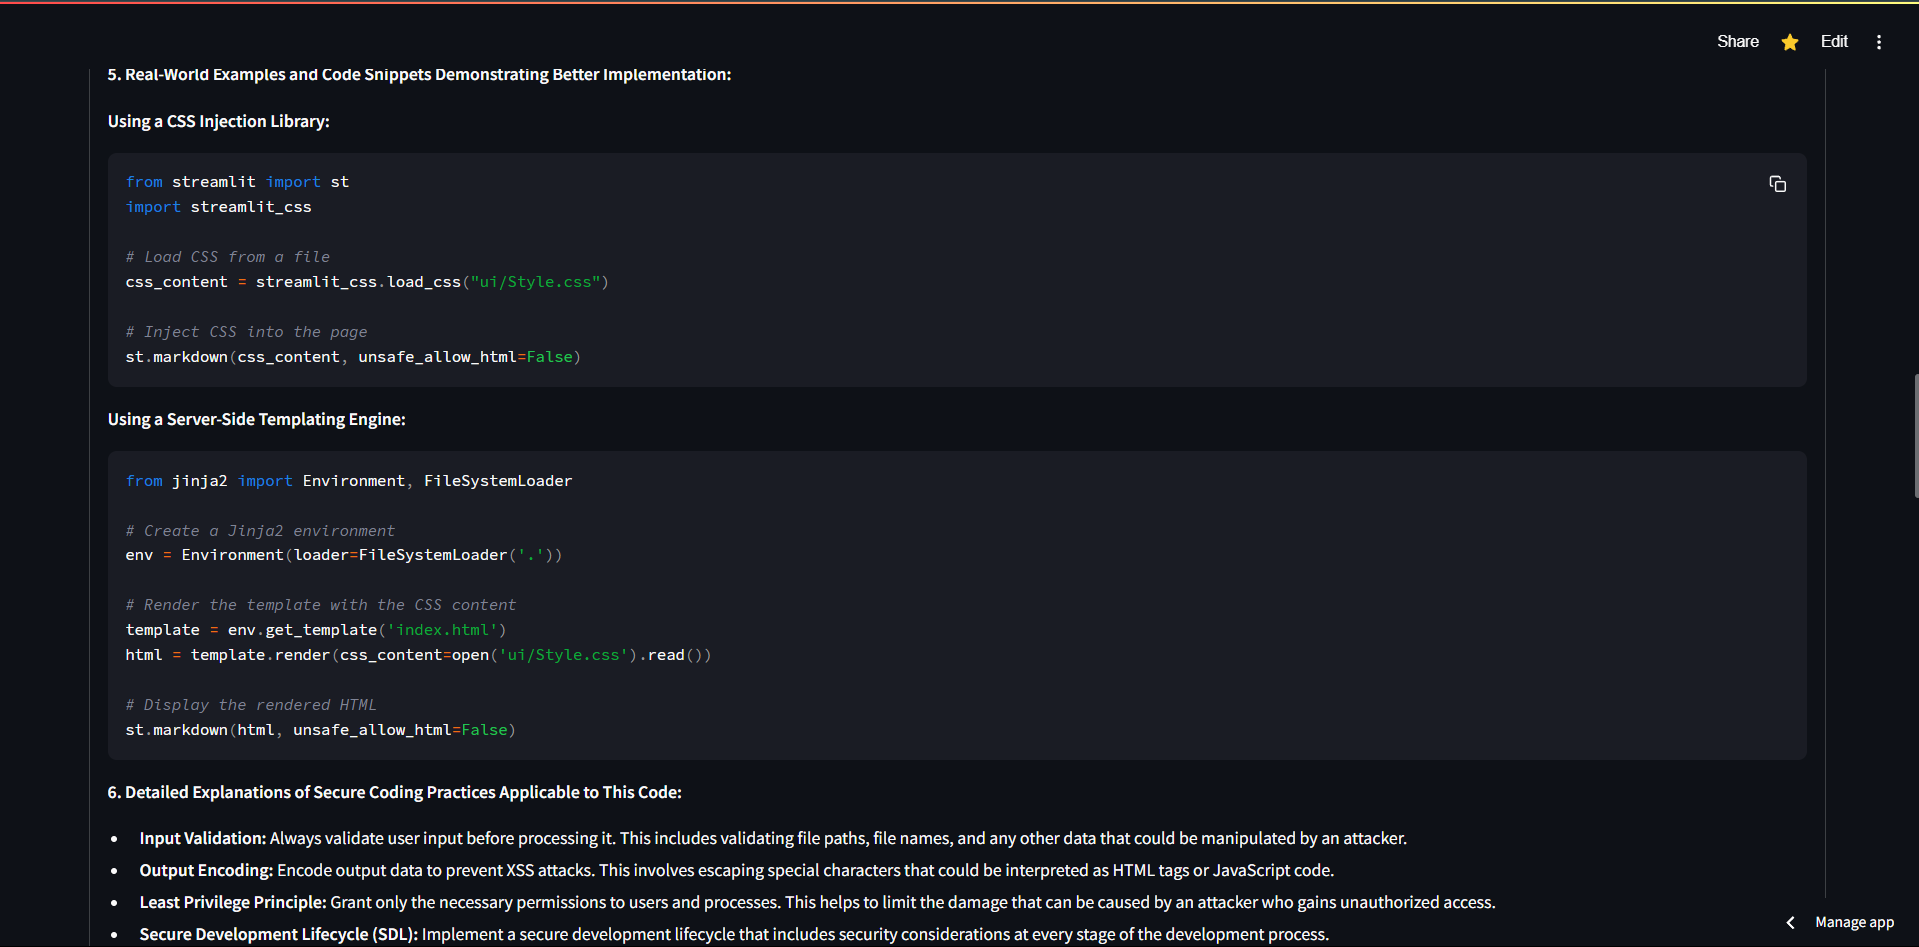 Share ⭐ Edit
5. Real-World Examples and Code Snippets Demonstrating Better Implementation:
Using a CSS Injection Library:
from streamlit import st
import streamlit_css
# Load CSS from a file
css_content = streamlit_css.load_css("ui/Style.css")
# Inject CSS into the page
st.markdown(css_content, unsafe_allow_html=False)
Using a Server-Side Templating Engine:
from jinja2 import Environment, FileSystemLoader
# Create a Jinja2 environment
env = Environment(loader=FileSystemLoader('.'))
# Render the template with the CSS content
template = env.get_template('index.html')
html = template.render(css_content=open('ui/Style.css').read())
# Display the rendered HTML
st.markdown(html, unsafe_allow_html=False)
6. Detailed Explanations of Secure Coding Practices Applicable to This Code:
• Input Validation: Always validate user input before processing it. This includes validating file paths, file names, and any other data that could be manipulated by an attacker.
• Output Encoding: Encode output data to prevent XSS attacks. This involves escaping special characters that could be interpreted as HTML tags or JavaScript code.
• Least Privilege Principle: Grant only the necessary permissions to users and processes. This helps to limit the damage that can be caused by an attacker who gains unauthorized access.
• Secure Development Lifecycle (SDL): Implement a secure development lifecycle that includes security considerations at every stage of the development process.
Manage app